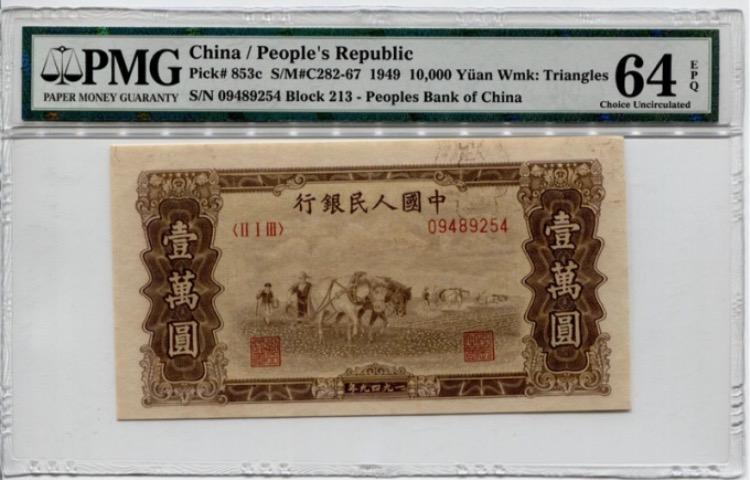 PMG
PAPER MONEY GUARANTY
China / People's Republic
Pick# 853c S/M#C282-67 1949 10,000 Yüan Wmk: Triangles
S/N 09489254 Block 213 - Peoples Bank of China
64 EPQ
Choice Uncirculated
行銀民人國中
〈II I III〉
09489254
壹萬圓
壹萬圓
年九四九一